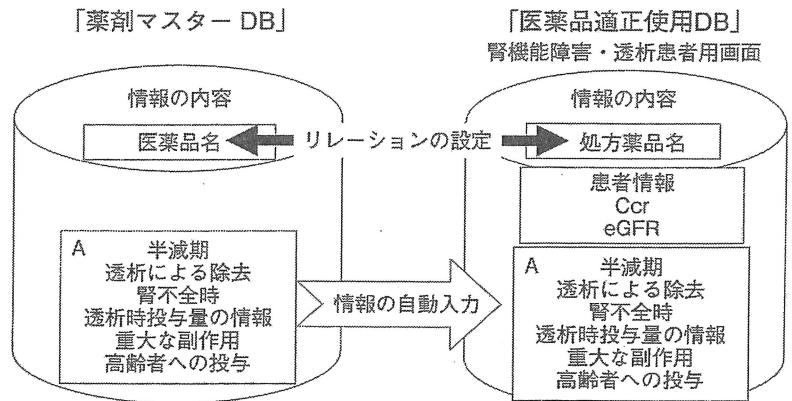 「薬剤マスター DB」
「医薬品適正使用DB」
腎機能障害・透析患者用画面
情報の内容
情報の内容
医薬品名
リレーションの設定
処方薬品名
患者情報
Ccr
eGFR
A
半減期
透析による除去
腎不全時
透析時投与量の情報
重大な副作用
高齢者への投与
情報の自動入力
A
半減期
透析による除去
腎不全時
透析時投与量の情報
重大な副作用
高齢者への投与